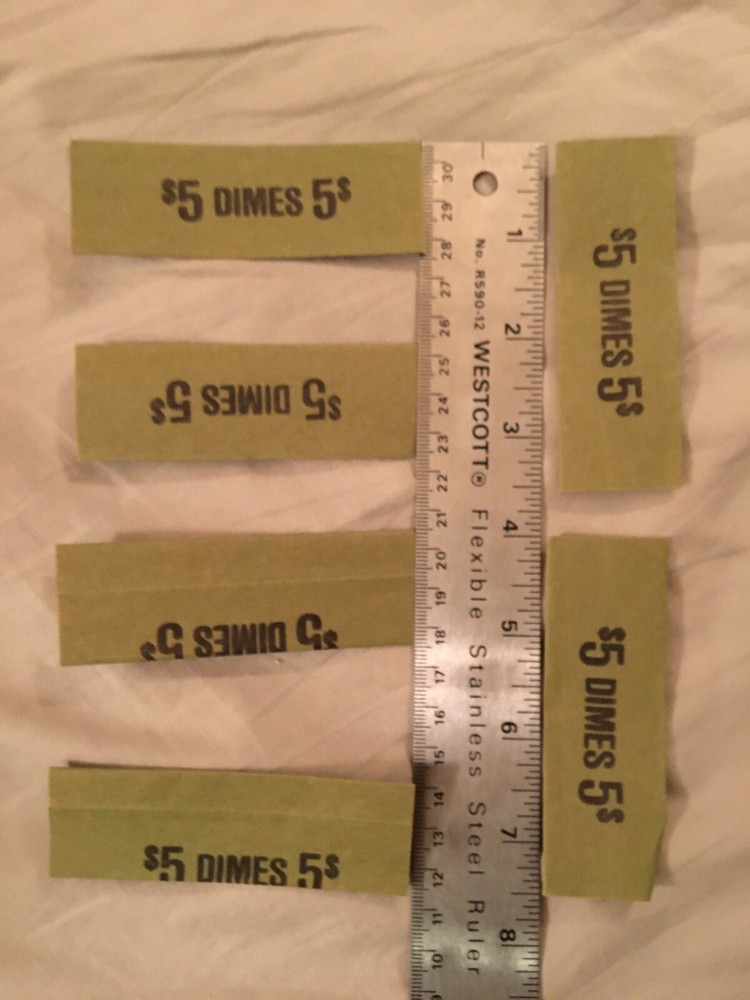 $5 DIMES 5$
$5 DIMES 5$
$5 DIMES 5$
$5 DIMES 5$
30 29 28 27 26 25 24 23 22 21 20 19 18 17 16 15 14 13 12 11 10
No. R590-12 WESTCOTT® Flexible Stainless Steel Ruler
1 2 3 4 5 6 7 8
$5 DIMES 5$
$5 DIMES 5$